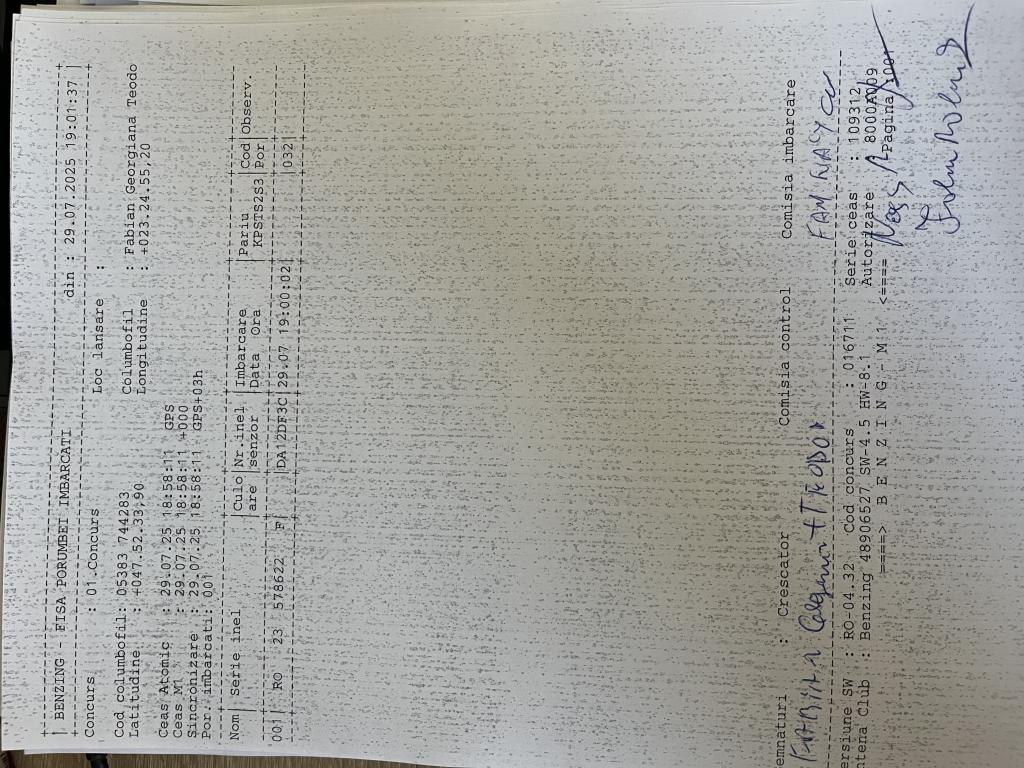 BENZING - FISA PORUMBEI IMBARCATI din : 29.07.2025 19:01:37
Concurs : 01.Concurs Loc lansare :
Cod columbofil: 05383 744283 Columbofil : Fabian Georgiana Teodo
Latitudine : +047.52.33,90 Longitudine : +023.24.55,20
Ceas Atomic : 29.07.25 18:58:11 GPS
Ceas M1 : 29.07.25 18:58:11 +000
Sincronizare : 29.07.25 18:58:11 GPS+03h
Por. imbarcati: 001
Nom| Serie inel |Culo|Nr.inel |Imbarcare |Pariu |Cod|Observ.
are |senzor |Data Ora | KPSTS2S3 |Por
001| RO 23 578622 F| |DA12DF3C|29.07 19:00:02| |032|
emnaturi : Crescator Comisia control Comisia imbarcare
FAM NAGY
ersiune SW : RO-04.32 Cod concurs : 016711 Serie ceas : 109312
ntena Club : Benzing 48906527 SW-4.5 HW-8.1 Autorizare : 8000A009
====> B E N Z I N G - M 1 <==== Pagina :001